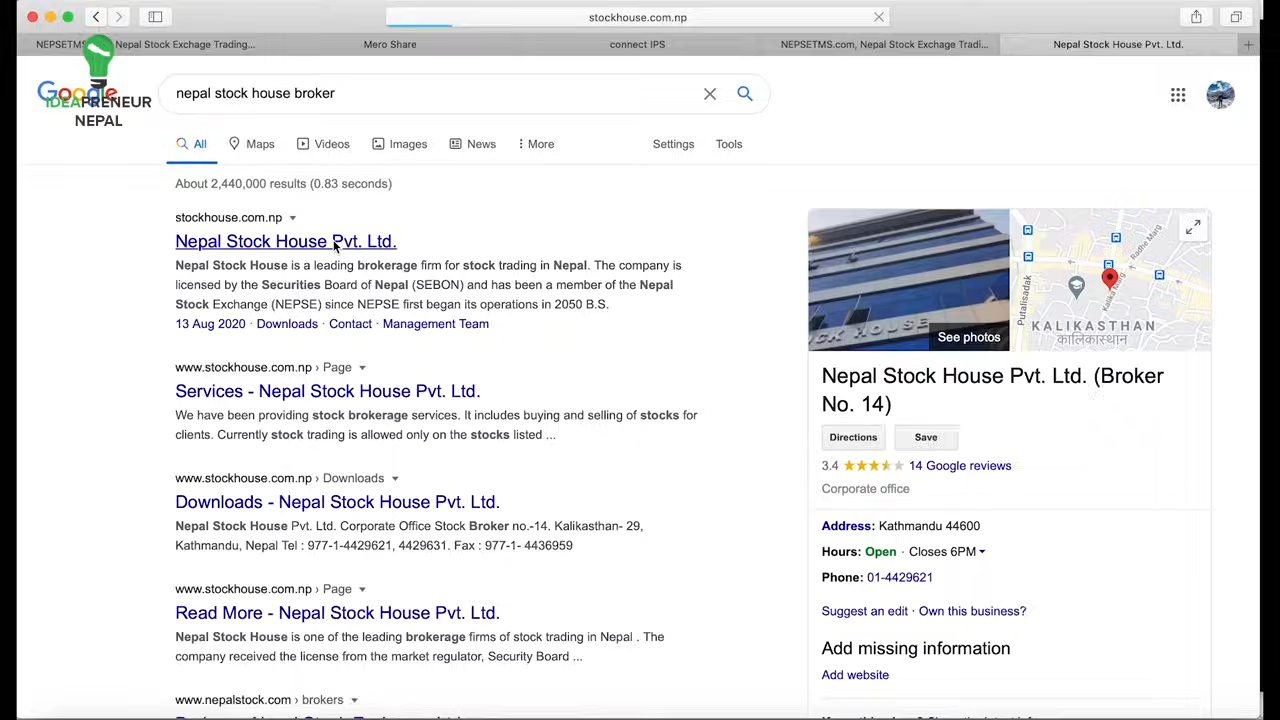 stockhouse.com.np
NEPSETMS
Nepal Stock Exchage Trading...
Mero Share
connect IPS
NEPSETMS.com, Nepal Stock Exchage Tradi...
Nepal Stock House Pvt. Ltd.
Google
nepal stock house broker
IDEAPRENEUR
NEPAL
All
Maps
Videos
Images
News
More
Settings
Tools
About 2,440,000 results (0.83 seconds)
stockhouse.com.np
Nepal Stock House Pvt. Ltd.
Nepal Stock House is a leading brokerage firm for stock trading in Nepal. The company is
licensed by the Securities Board of Nepal (SEBON) and has been a member of the Nepal
Stock Exchange (NEPSE) since NEPSE first began its operations in 2050 B.S.
13 Aug 2020 · Downloads · Contact · Management Team
www.stockhouse.com.np › Page
Services - Nepal Stock House Pvt. Ltd.
We have been providing stock brokerage services. It includes buying and selling of stocks for
clients. Currently stock trading is allowed only on the stocks listed ...
www.stockhouse.com.np › Downloads
Downloads - Nepal Stock House Pvt. Ltd.
Nepal Stock House Pvt. Ltd. Corporate Office Stock Broker no.-14. Kalikasthan- 29,
Kathmandu, Nepal Tel : 977-1-4429621, 4429631. Fax : 977-1- 4436959
www.stockhouse.com.np › Page
Read More - Nepal Stock House Pvt. Ltd.
Nepal Stock House is one of the leading brokerage firms of stock trading in Nepal . The
company received the license from the market regulator, Security Board ...
www.nepalstock.com › brokers
CK HOUSE
See photos
Putalisadak
Radhe Marg
Kalika Marg
KALIKASTHAN
कालिकास्थान
Nepal Stock House Pvt. Ltd. (Broker
No. 14)
Directions
Save
3.4
14 Google reviews
Corporate office
Address: Kathmandu 44600
Hours: Open · Closes 6PM
Phone: 01-4429621
Suggest an edit · Own this business?
Add missing information
Add website